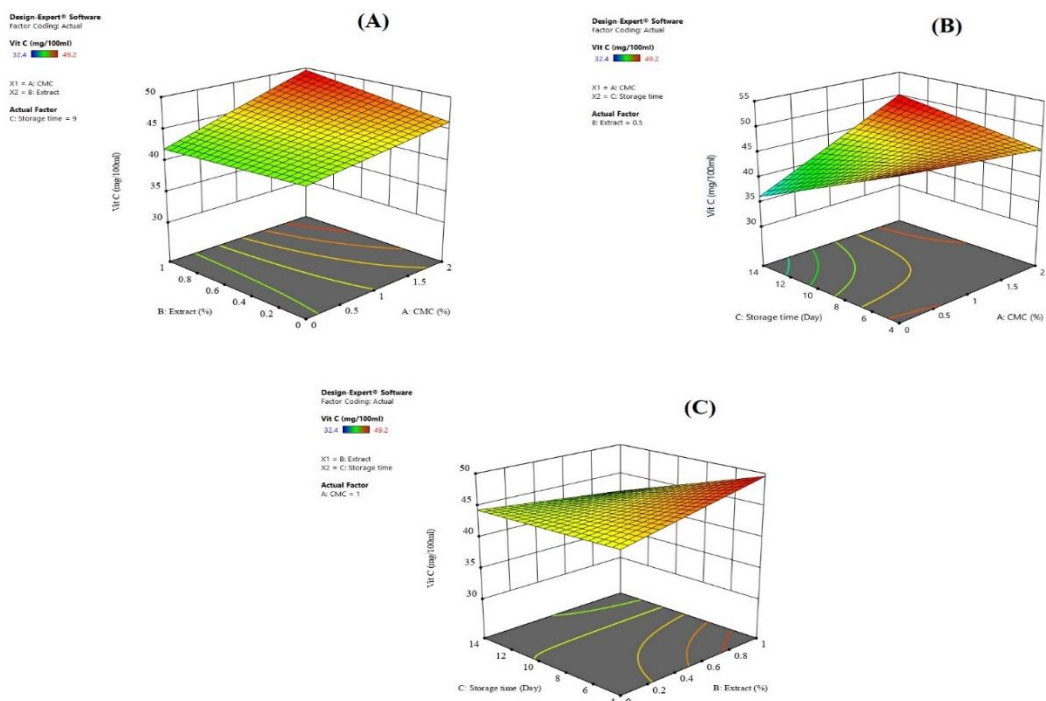 (A)
Design-Expert® Software
Factor Coding: Actual
Vit C (mg/100ml)
32.4 49.2
X1 = A: CMC
X2 = B: Extract
Actual Factor
C: Storage time = 9
Vit C (mg/100ml)
50
45
40
35
30
1
0.8
0.6
0.4
0.2
0
B: Extract (%)
0
0.5
1
1.5
2
A: CMC (%)
(B)
Design-Expert® Software
Factor Coding: Actual
Vit C (mg/100ml)
32.4 49.2
X1 = A: CMC
X2 = C: Storage time
Actual Factor
B: Extract = 0.5
Vit C (mg/100ml)
55
50
45
40
35
30
14
12
10
8
6
4
C: Storage time (Day)
0
0.5
1
1.5
2
A: CMC (%)
(C)
Design-Expert® Software
Factor Coding: Actual
Vit C (mg/100ml)
32.4 49.2
X1 = B: Extract
X2 = C: Storage time
Actual Factor
A: CMC = 1
Vit C (mg/100ml)
50
45
40
35
30
14
12
10
8
6
4
C: Storage time (Day)
0
0.2
0.4
0.6
0.8
1
B: Extract (%)